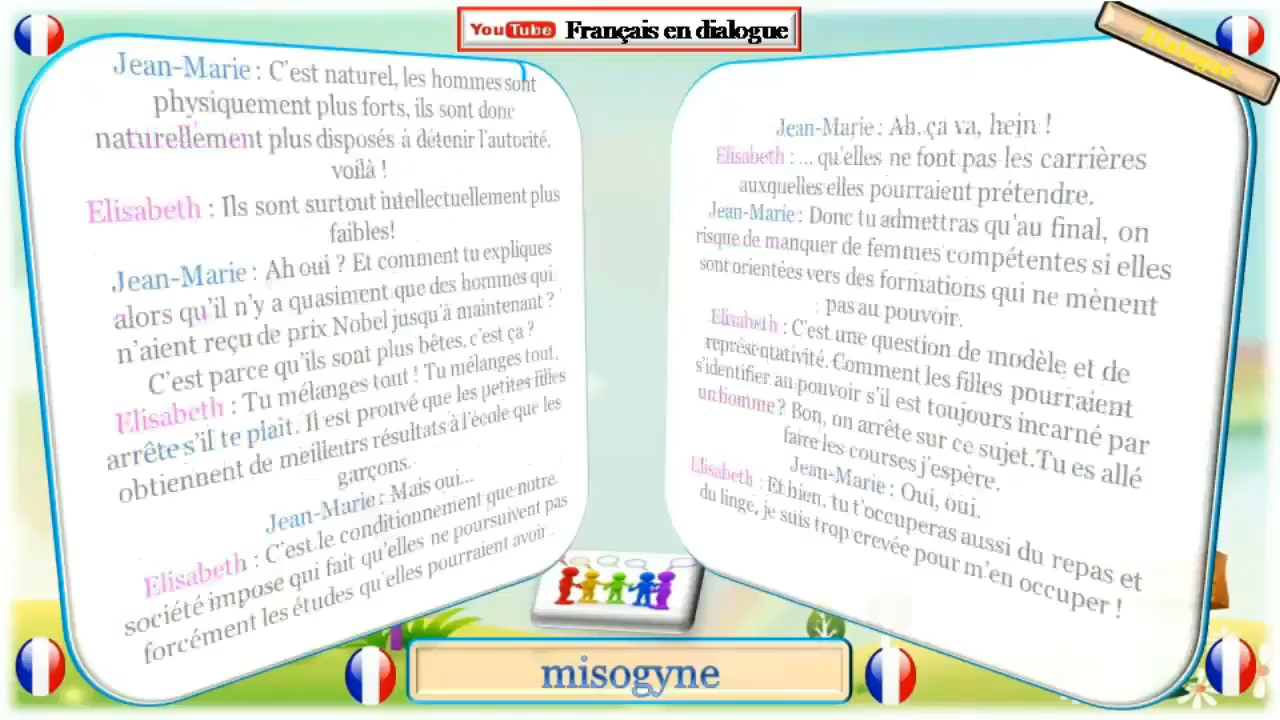 YouTube Français en dialogue
Dialogue
Jean-Marie : C'est naturel, les hommes sont
physiquement plus forts, ils sont donc
naturellement plus disposés à détenir l'autorité.
voilà !
Elisabeth : Ils sont surtout intellectuellement plus
faibles!
Jean-Marie : Ah oui ? Et comment tu expliques
alors qu'il n'y a quasiment que des hommes qui
n'aient reçu de prix Nobel jusqu'à maintenant ?
C'est parce qu'ils sont plus bêtes, c'est ça ?
Elisabeth : Tu mélanges tout ! Tu mélanges tout,
arrête s'il te plait. Il est prouvé que les petites filles
obtiennent de meilleurs résultats à l'école que les
garçons.
Jean-Marie : Mais oui...
Elisabeth : C'est le conditionnement que notre
société impose qui fait qu'elles ne poursuivent pas
forcément les études qu'elles pourraient avoir...
Jean-Marie : Ah, ça va, hein !
Elisabeth : ... qu'elles ne font pas les carrières
auxquelles elles pourraient prétendre.
Jean-Marie : Donc tu admettras qu'au final, on
risque de manquer de femmes compétentes si elles
sont orientées vers des formations qui ne mènent
pas au pouvoir.
Elisabeth : C'est une question de modèle et de
représentativité. Comment les filles pourraient
s'identifier au pouvoir s'il est toujours incarné par
un homme ? Bon, on arrête sur ce sujet.Tu es allé
faire les courses j'espère.
Jean-Marie : Oui, oui.
Elisabeth : Et bien, tu t'occuperas aussi du repas et
du linge, je suis trop crevée pour m'en occuper !
misogyne